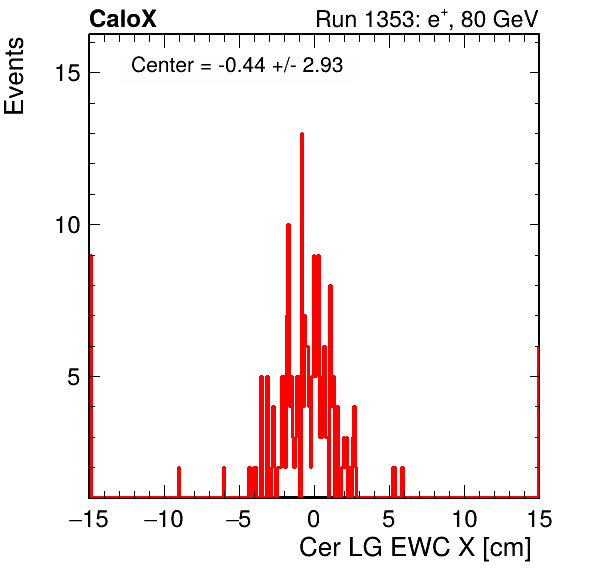 CaloX Run 1353: e⁺, 80 GeV
Events
Center = -0.44 +/- 2.93
15
10
5
−15 −10 −5 0 5 10 15
Cer LG EWC X [cm]